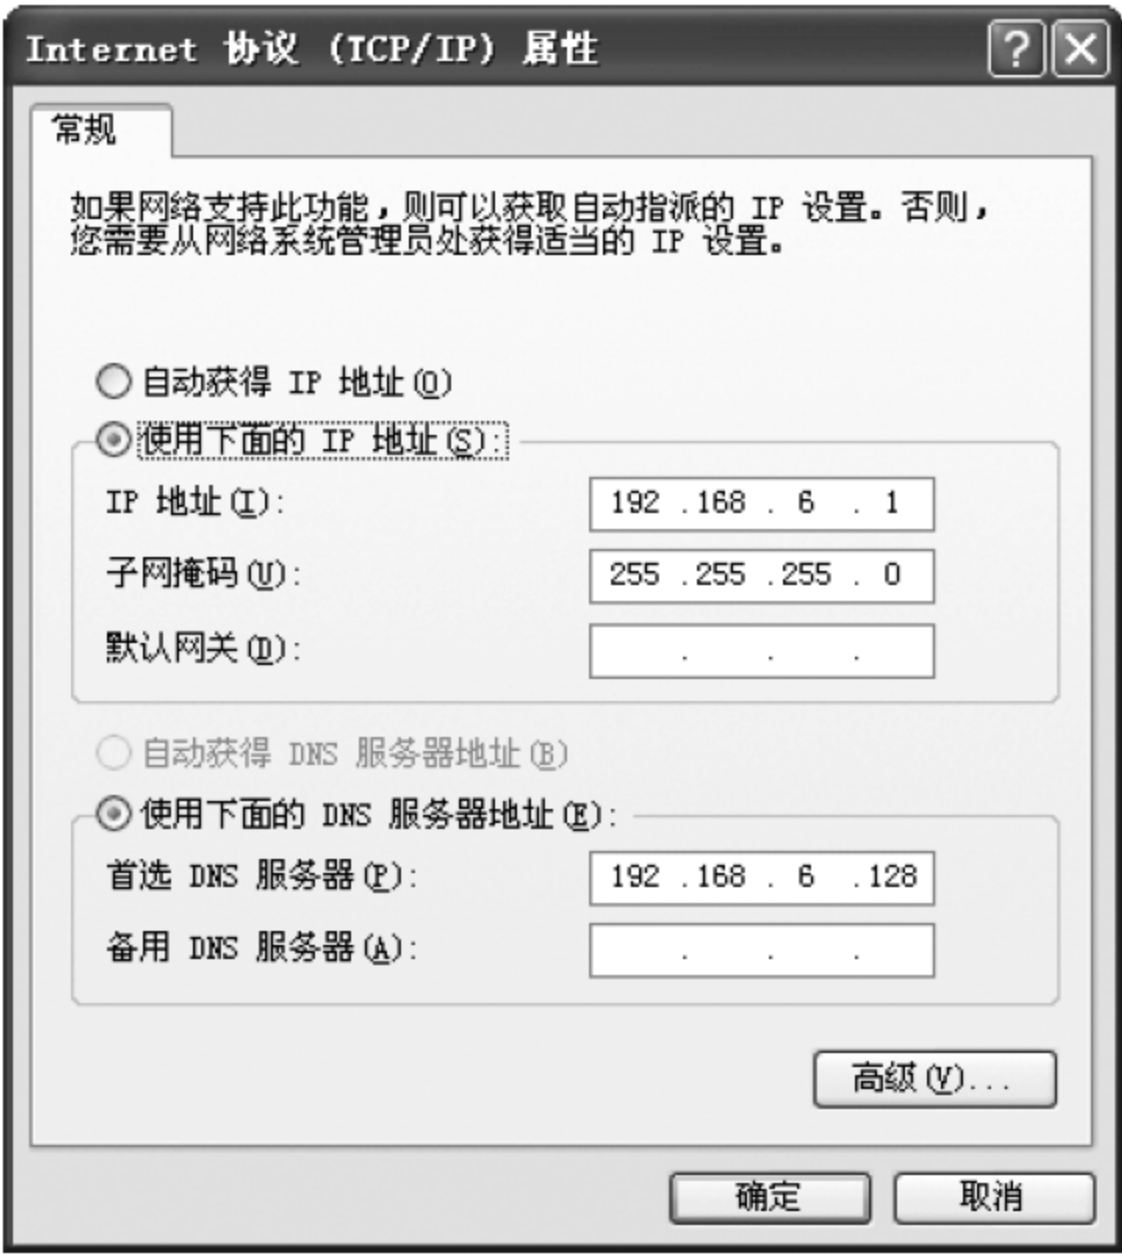 Internet 协议 (TCP/IP) 属性
常规
如果网络支持此功能，则可以获取自动指派的 IP 设置。否则，
您需要从网络系统管理员处获得适当的 IP 设置。
自动获得 IP 地址(O)
使用下面的 IP 地址(S):
IP 地址(I): 192 .168 . 6 . 1
子网掩码(U): 255 .255 .255 . 0
默认网关(D): . . .
自动获得 DNS 服务器地址(B)
使用下面的 DNS 服务器地址(E):
首选 DNS 服务器(P): 192 .168 . 6 .128
备用 DNS 服务器(A): . . .
高级(V)...
确定 取消